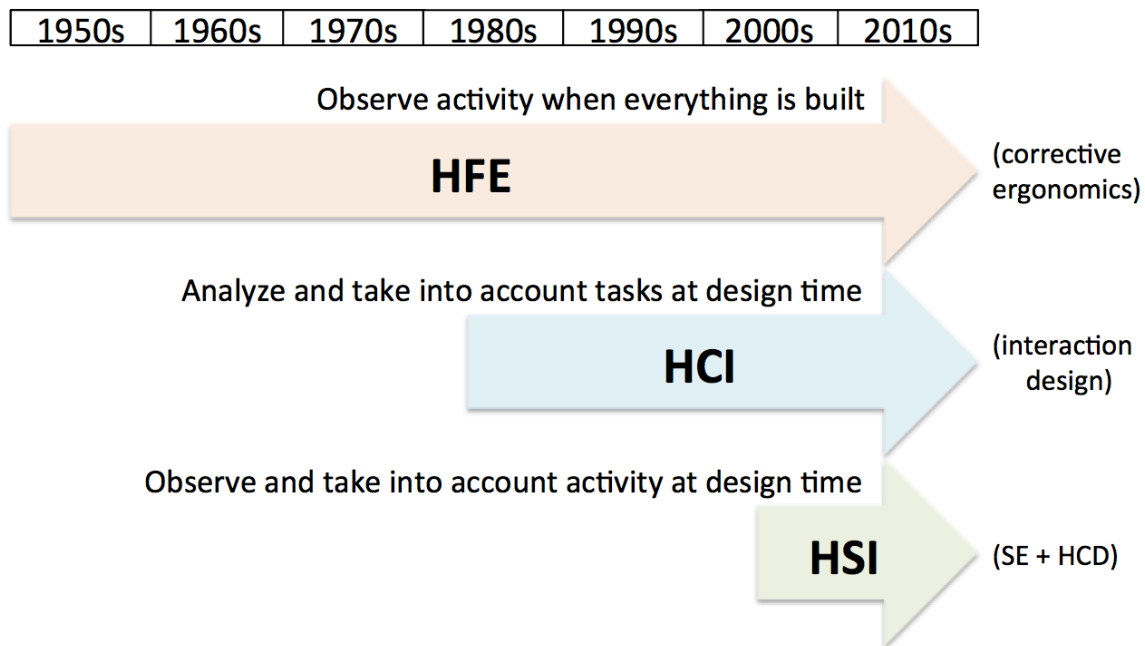 1950s 1960s 1970s 1980s 1990s 2000s 2010s
Observe activity when everything is built
HFE
(corrective
ergonomics)
Analyze and take into account tasks at design time
HCI
(interaction
design)
Observe and take into account activity at design time
HSI
(SE + HCD)